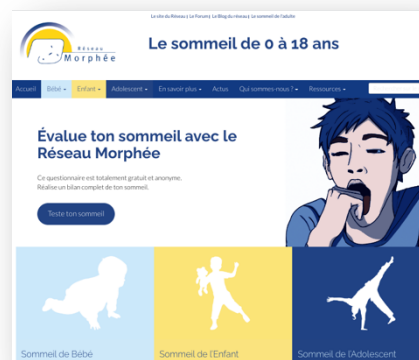 Le site du Réseau | Le Forum | Le Blog du réseau | Le sommeil de l'adulte
Réseau
Morphée
Le sommeil de 0 à 18 ans
Accueil Bébé Enfant Adolescent En savoir plus Actus Qui sommes-nous ? Ressources
Évalue ton sommeil avec le
Réseau Morphée
Ce questionnaire est totalement gratuit et anonyme.
Réalise un bilan complet de ton sommeil.
Teste ton sommeil
Sommeil de Bébé Sommeil de l'Enfant Sommeil de l'Adolescent